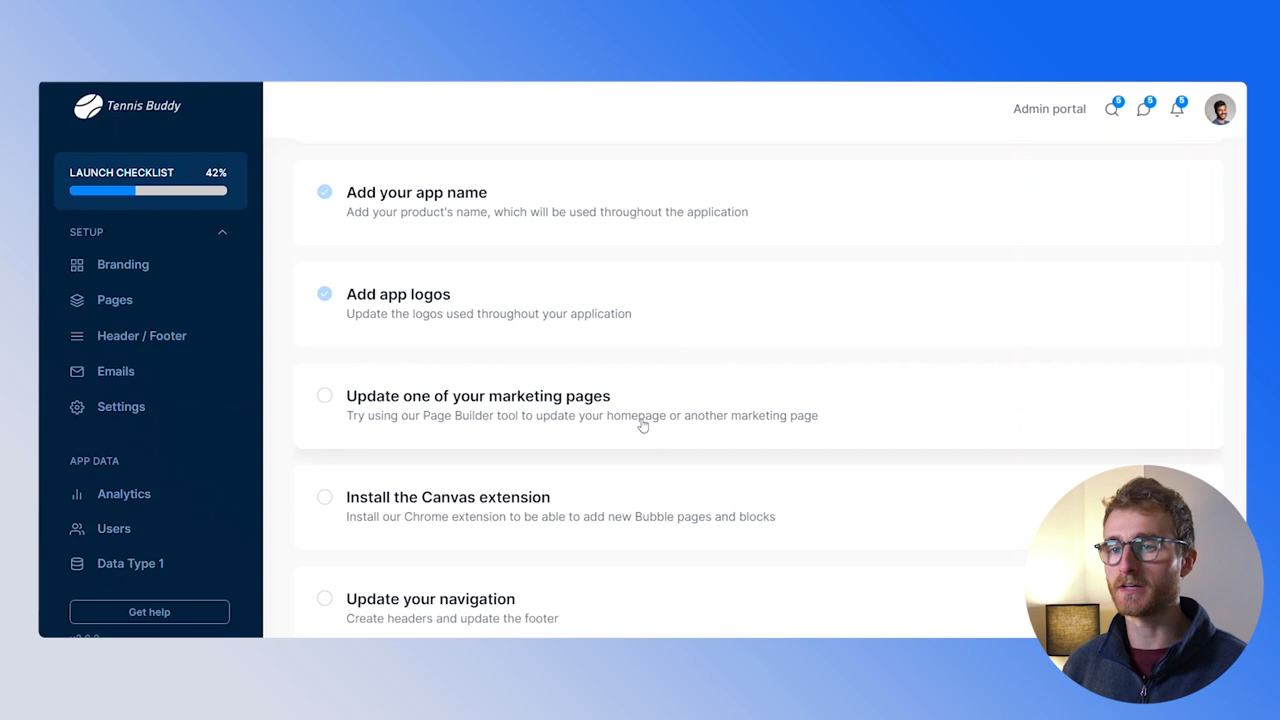 Tennis Buddy
LAUNCH CHECKLIST 42%
SETUP
Branding
Pages
Header / Footer
Emails
Settings
APP DATA
Analytics
Users
Data Type 1
Get help
Admin portal
5
5
5
Add your app name
Add your product's name, which will be used throughout the application
Add app logos
Update the logos used throughout your application
Update one of your marketing pages
Try using our Page Builder tool to update your homepage or another marketing page
Install the Canvas extension
Install our Chrome extension to be able to add new Bubble pages and blocks
Update your navigation
Create headers and update the footer